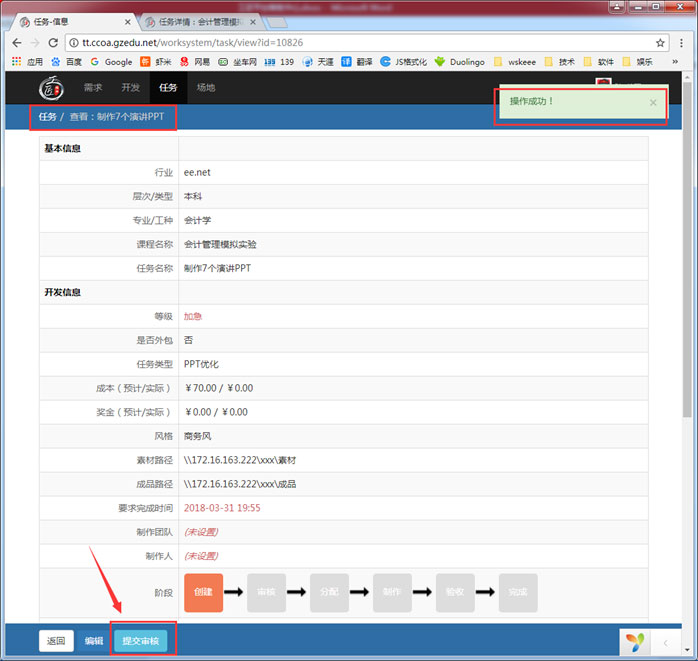 任务-信息
任务详情：会计管理模拟
tt.ccoa.gzedu.net/worksystem/task/view?id=10826
应用 百度 Google 虾米 网易 坐车网 139 天涯 翻译 JS格式化 Duolingo wskeee 技术 软件 娱乐 »
需求 开发 任务 场地
操作成功！ ×
任务 / 查看：制作7个演讲PPT
基本信息
行业 ee.net
层次/类型 本科
专业/工种 会计学
课程名称 会计管理模拟实验
任务名称 制作7个演讲PPT
开发信息
等级 加急
是否外包 否
任务类型 PPT优化
成本（预计/实际） ￥70.00 / ￥0.00
奖金（预计/实际） ￥0.00 / ￥0.00
风格 商务风
素材路径 \\172.16.163.222\xxx\素材
成品路径 \\172.16.163.222\xxx\成品
要求完成时间 2018-03-31 19:55
制作团队 (未设置)
制作人 (未设置)
阶段 创建 审核 分配 制作 验收 完成
返回 编辑 提交审核